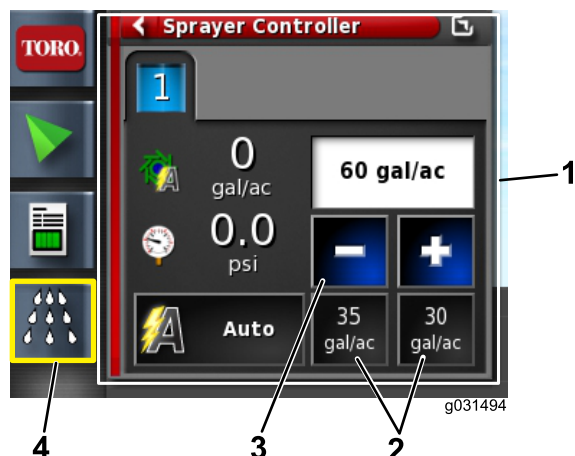 TORO.
Sprayer Controller
1
0
gal/ac
60 gal/ac
0.0
psi
- +
A Auto
35
gal/ac
30
gal/ac
1
g031494
4
3
2